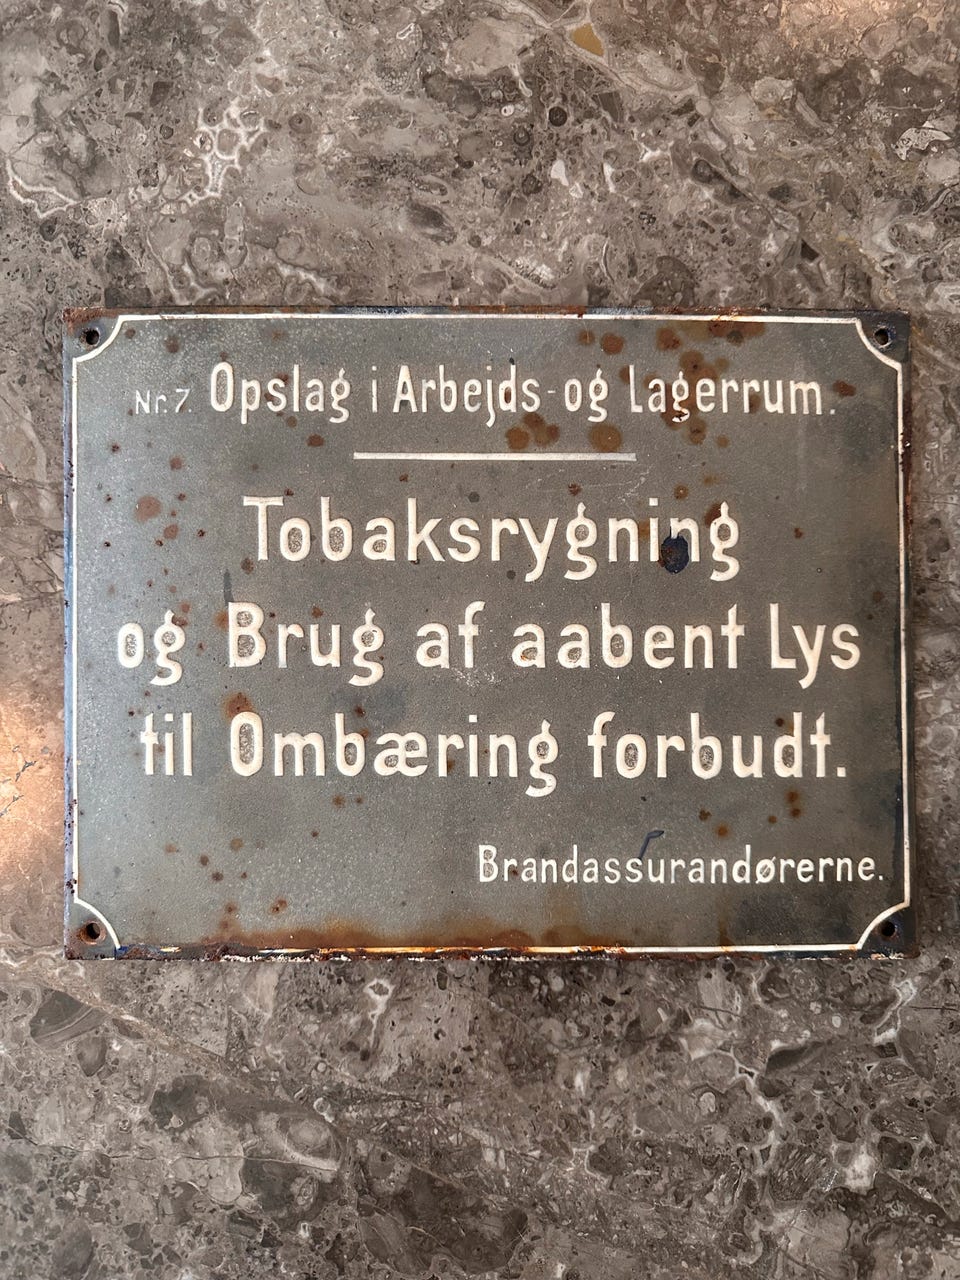 Nr. 7. Opslag i Arbejds- og Lagerrum.
Tobaksrygning
og Brug af aabent Lys
til Ombæring forbudt.
Brandassurandørerne.